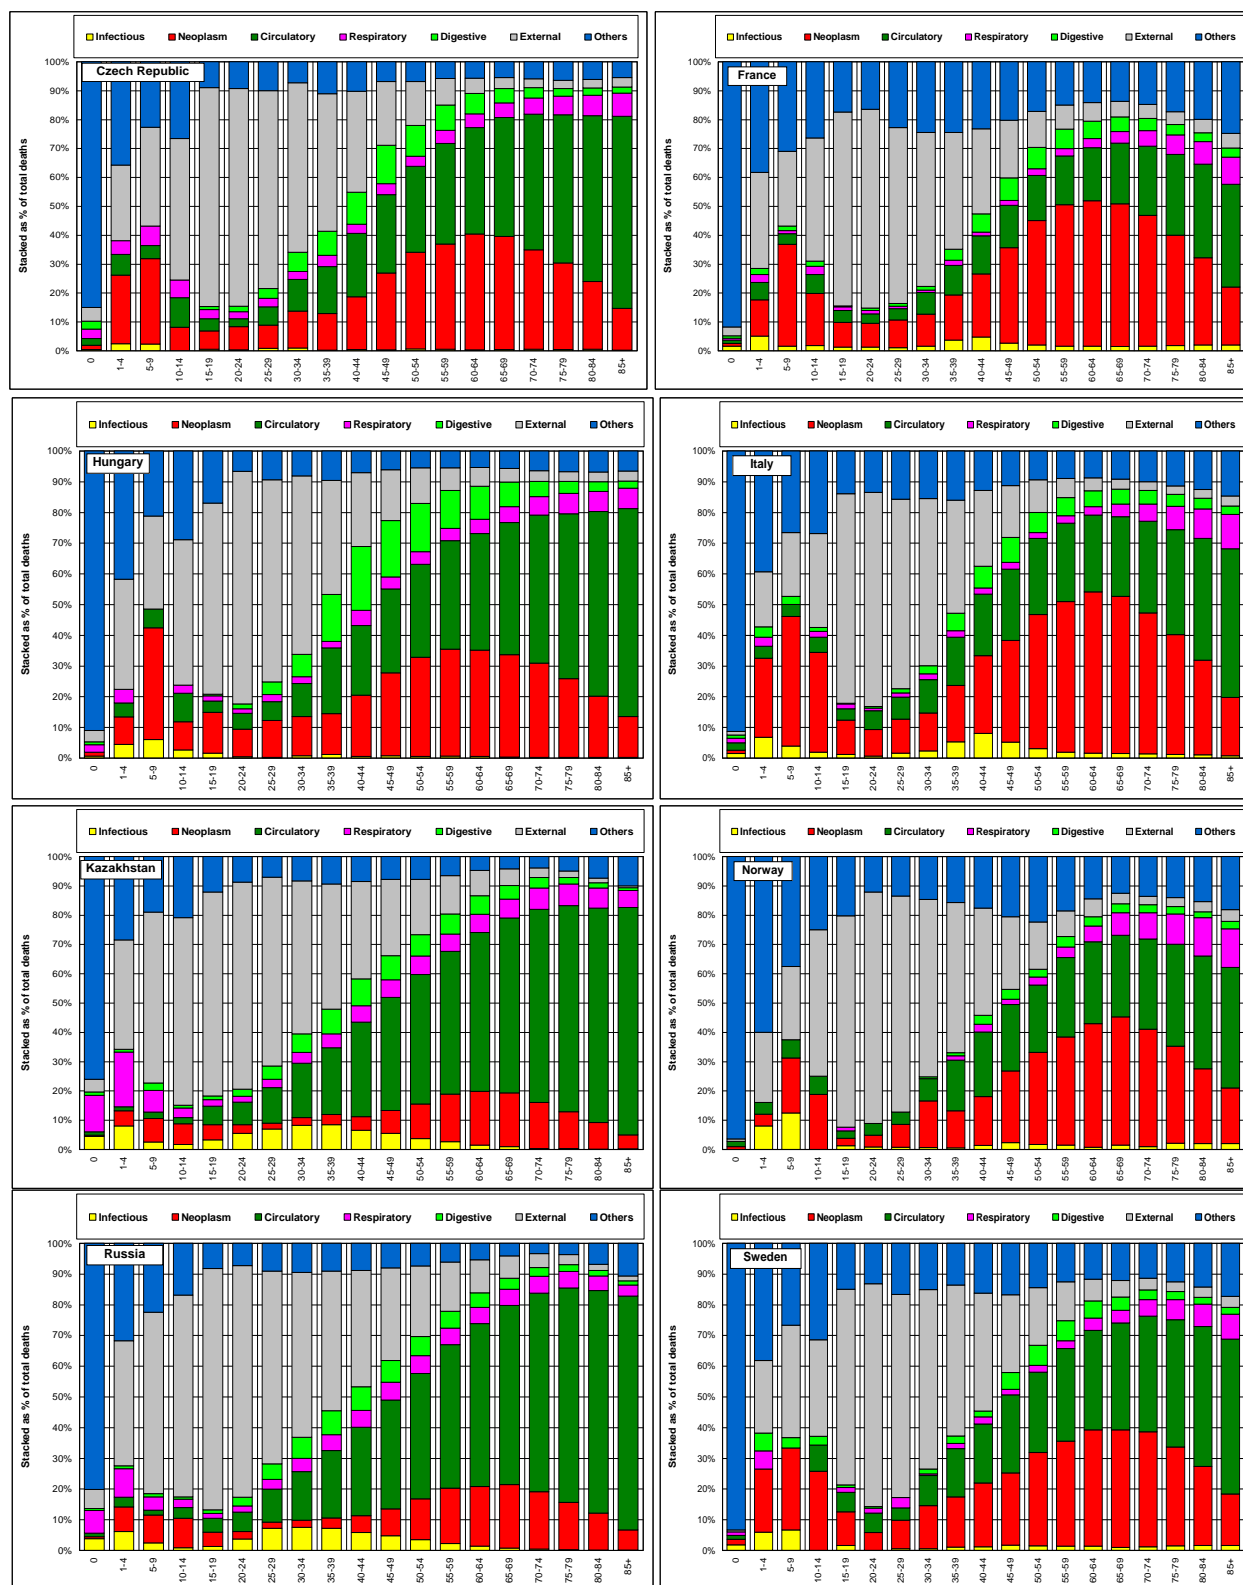 Infectious Neoplasm Circulatory Respiratory Digestive External Others
Czech Republic
Stacked as % of total deaths
100%
90%
80%
70%
60%
50%
40%
30%
20%
10%
0%
0 1-4 5-9 10-14 15-19 20-24 25-29 30-34 35-39 40-44 45-49 50-54 55-59 60-64 65-69 70-74 75-79 80-84 85+
Infectious Neoplasm Circulatory Respiratory Digestive External Others
France
Stacked as % of total deaths
100%
90%
80%
70%
60%
50%
40%
30%
20%
10%
0%
0 1-4 5-9 10-14 15-19 20-24 25-29 30-34 35-39 40-44 45-49 50-54 55-59 60-64 65-69 70-74 75-79 80-84 85+
Infectious Neoplasm Circulatory Respiratory Digestive External Others
Hungary
Stacked as % of total deaths
100%
90%
80%
70%
60%
50%
40%
30%
20%
10%
0%
0 1-4 5-9 10-14 15-19 20-24 25-29 30-34 35-39 40-44 45-49 50-54 55-59 60-64 65-69 70-74 75-79 80-84 85+
Infectious Neoplasm Circulatory Respiratory Digestive External Others
Italy
Stacked as % of total deaths
100%
90%
80%
70%
60%
50%
40%
30%
20%
10%
0%
0 1-4 5-9 10-14 15-19 20-24 25-29 30-34 35-39 40-44 45-49 50-54 55-59 60-64 65-69 70-74 75-79 80-84 85+
Infectious Neoplasm Circulatory Respiratory Digestive External Others
Kazakhstan
Stacked as % of total deaths
100%
90%
80%
70%
60%
50%
40%
30%
20%
10%
0%
0 1-4 5-9 10-14 15-19 20-24 25-29 30-34 35-39 40-44 45-49 50-54 55-59 60-64 65-69 70-74 75-79 80-84 85+
Infectious Neoplasm Circulatory Respiratory Digestive External Others
Norway
Stacked as % of total deaths
100%
90%
80%
70%
60%
50%
40%
30%
20%
10%
0%
0 1-4 5-9 10-14 15-19 20-24 25-29 30-34 35-39 40-44 45-49 50-54 55-59 60-64 65-69 70-74 75-79 80-84 85+
Infectious Neoplasm Circulatory Respiratory Digestive External Others
Russia
Stacked as % of total deaths
100%
90%
80%
70%
60%
50%
40%
30%
20%
10%
0%
0 1-4 5-9 10-14 15-19 20-24 25-29 30-34 35-39 40-44 45-49 50-54 55-59 60-64 65-69 70-74 75-79 80-84 85+
Infectious Neoplasm Circulatory Respiratory Digestive External Others
Sweden
Stacked as % of total deaths
100%
90%
80%
70%
60%
50%
40%
30%
20%
10%
0%
0 1-4 5-9 10-14 15-19 20-24 25-29 30-34 35-39 40-44 45-49 50-54 55-59 60-64 65-69 70-74 75-79 80-84 85+